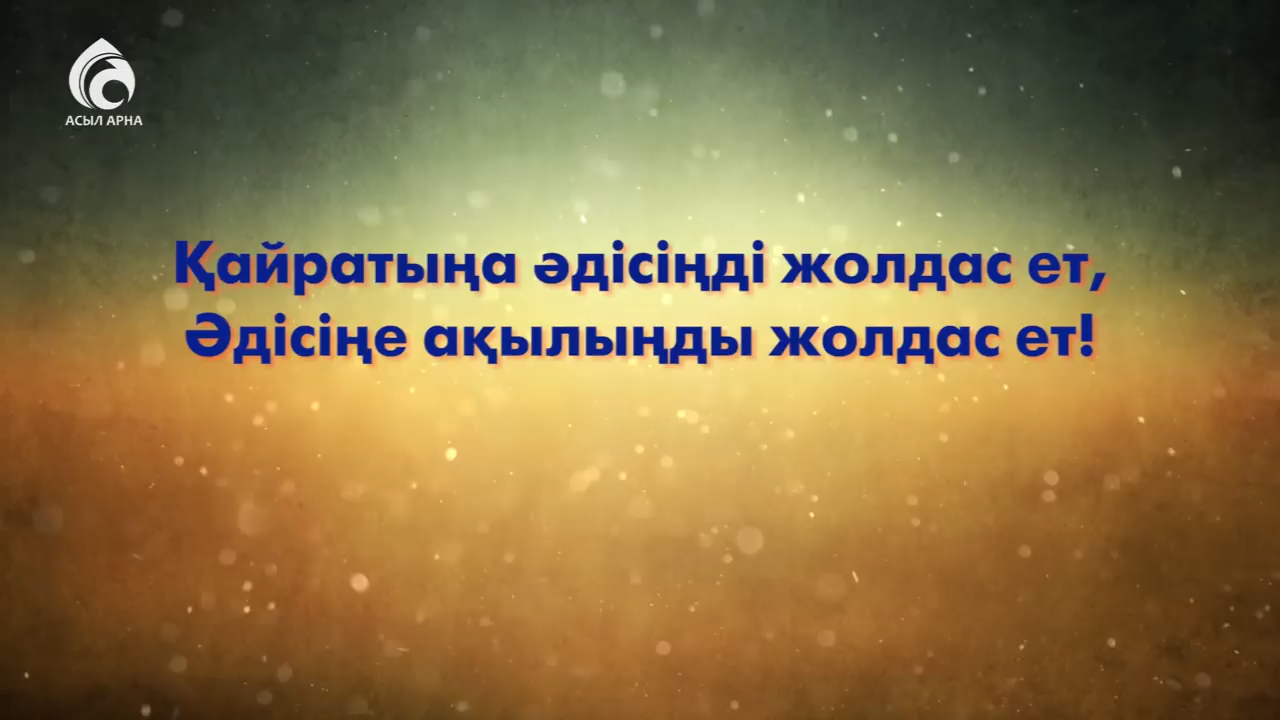 АСЫЛ АРНА
Қайратыңа әдісіңді жолдас ет,
Әдісіңе ақылыңды жолдас ет!